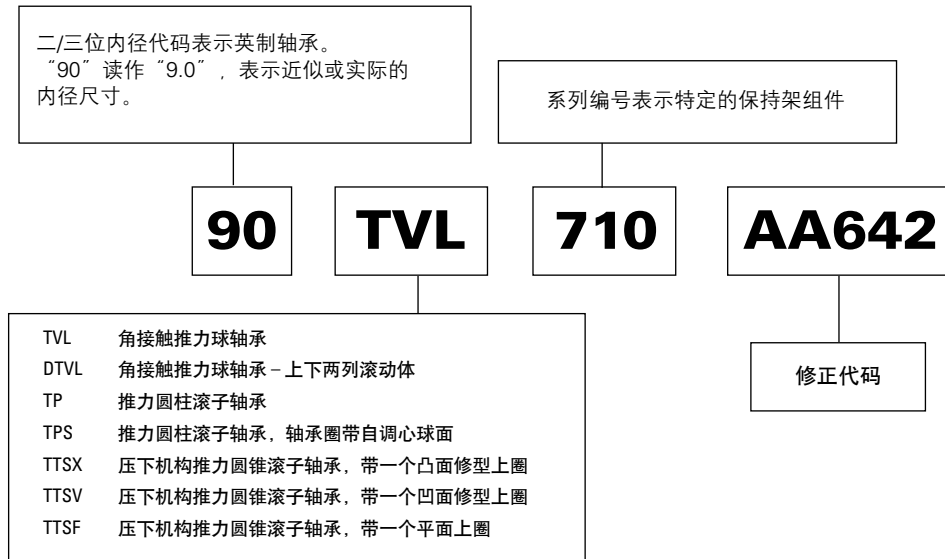 二/三位内径代码表示英制轴承。
“90”读作“9.0”，表示近似或实际的
内径尺寸。
系列编号表示特定的保持架组件
90 TVL 710 AA642
TVL 角接触推力球轴承
DTVL 角接触推力球轴承–上下两列滚动体
TP 推力圆柱滚子轴承
TPS 推力圆柱滚子轴承，轴承圈带自调心球面
TTSX 压下机构推力圆锥滚子轴承，带一个凸面修型上圈
TTSV 压下机构推力圆锥滚子轴承，带一个凹面修型上圈
TTSF 压下机构推力圆锥滚子轴承，带一个平面上圈
修正代码